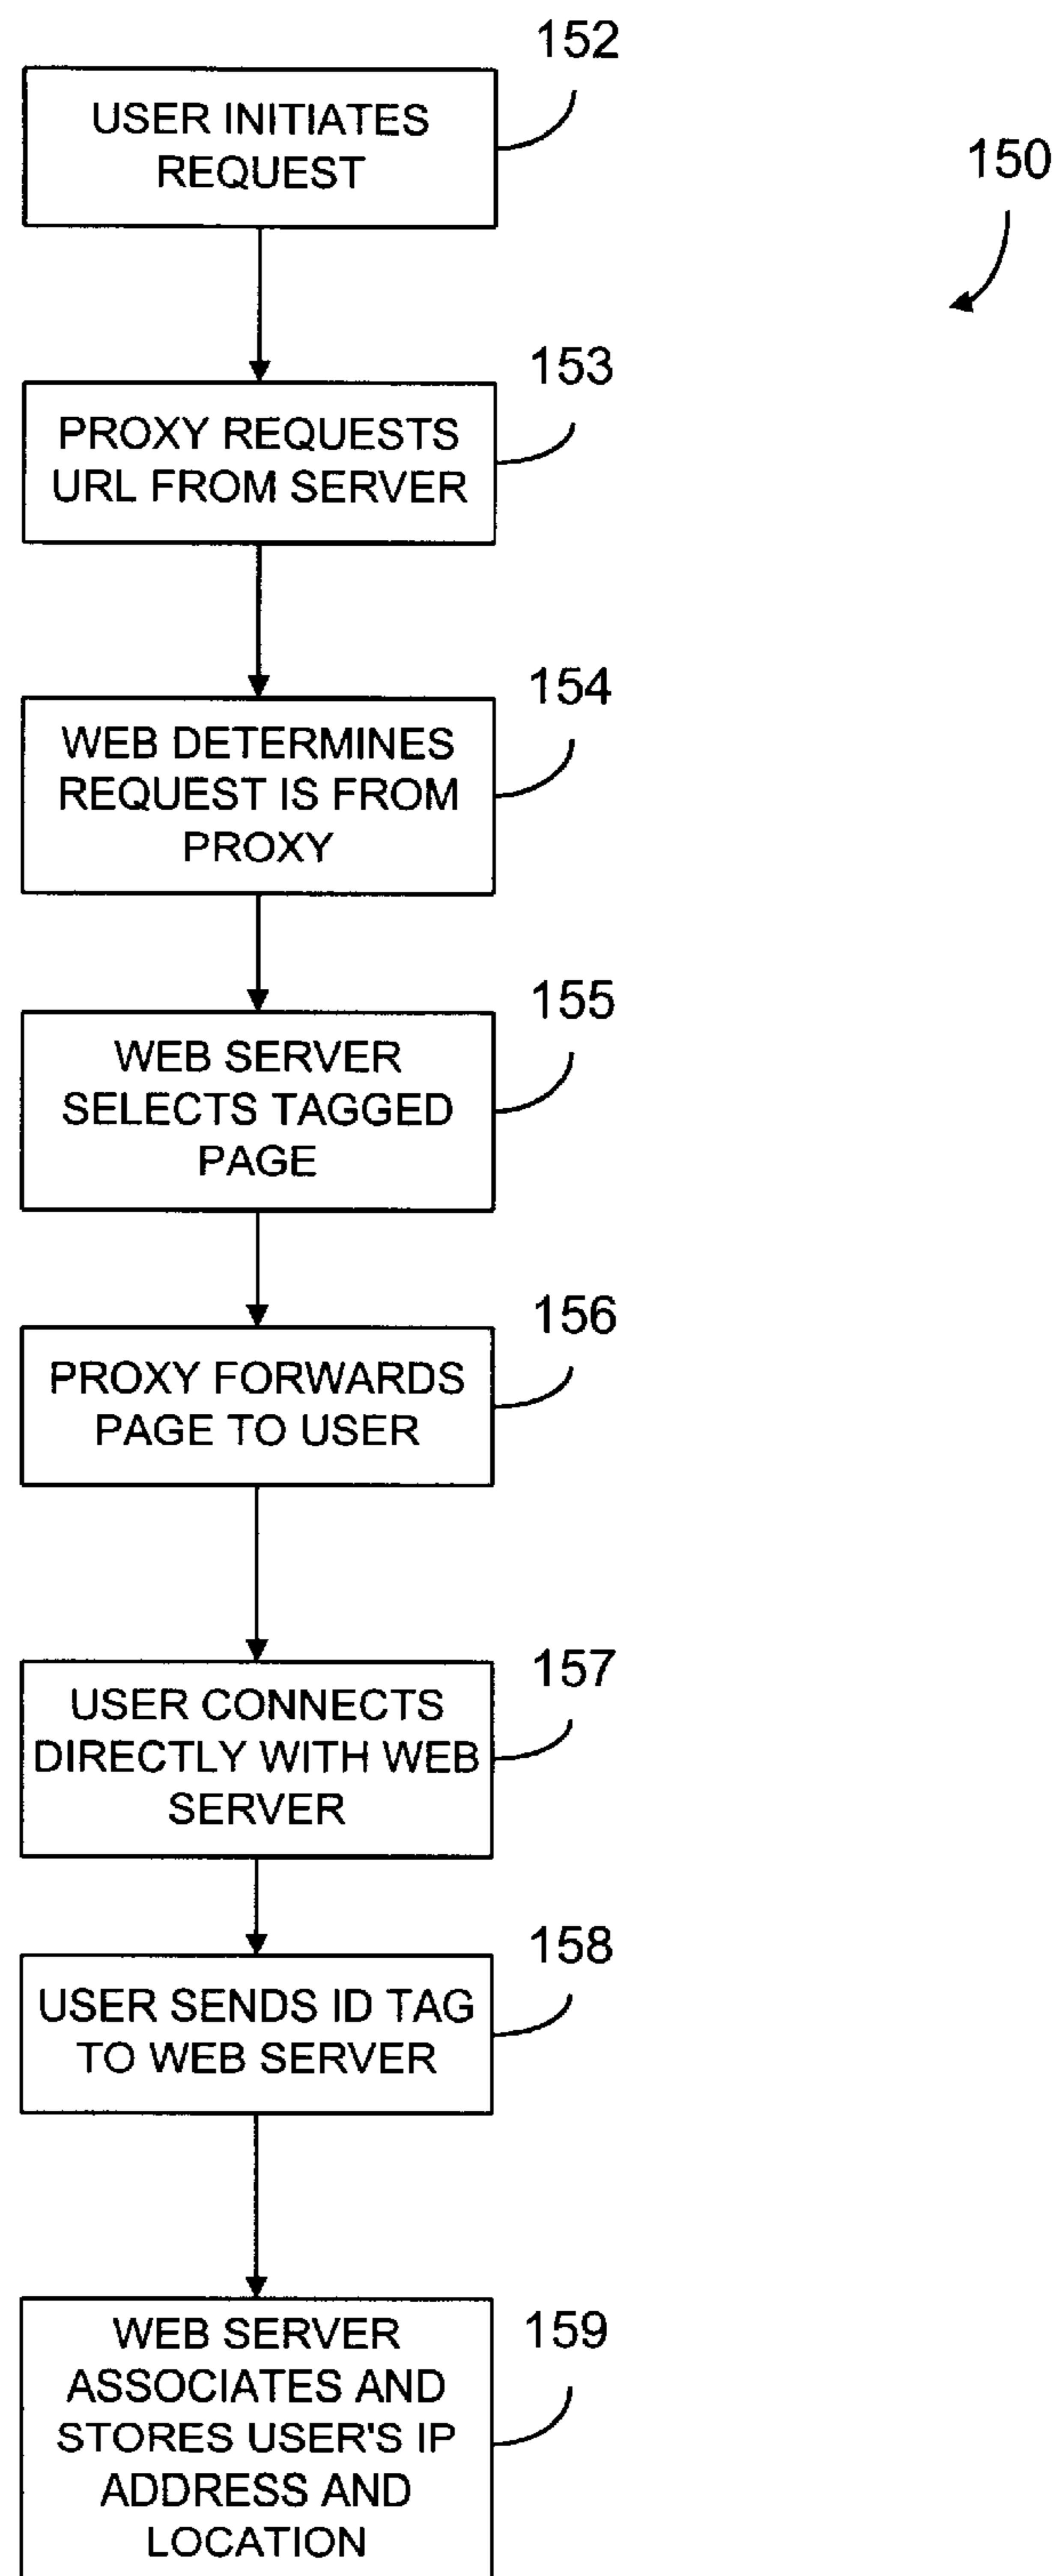 152
USER INITIATES
REQUEST
150
153
PROXY REQUESTS
URL FROM SERVER
154
WEB DETERMINES
REQUEST IS FROM
PROXY
155
WEB SERVER
SELECTS TAGGED
PAGE
156
PROXY FORWARDS
PAGE TO USER
157
USER CONNECTS
DIRECTLY WITH WEB
SERVER
158
USER SENDS ID TAG
TO WEB SERVER
159
WEB SERVER
ASSOCIATES AND
STORES USER'S IP
ADDRESS AND
LOCATION